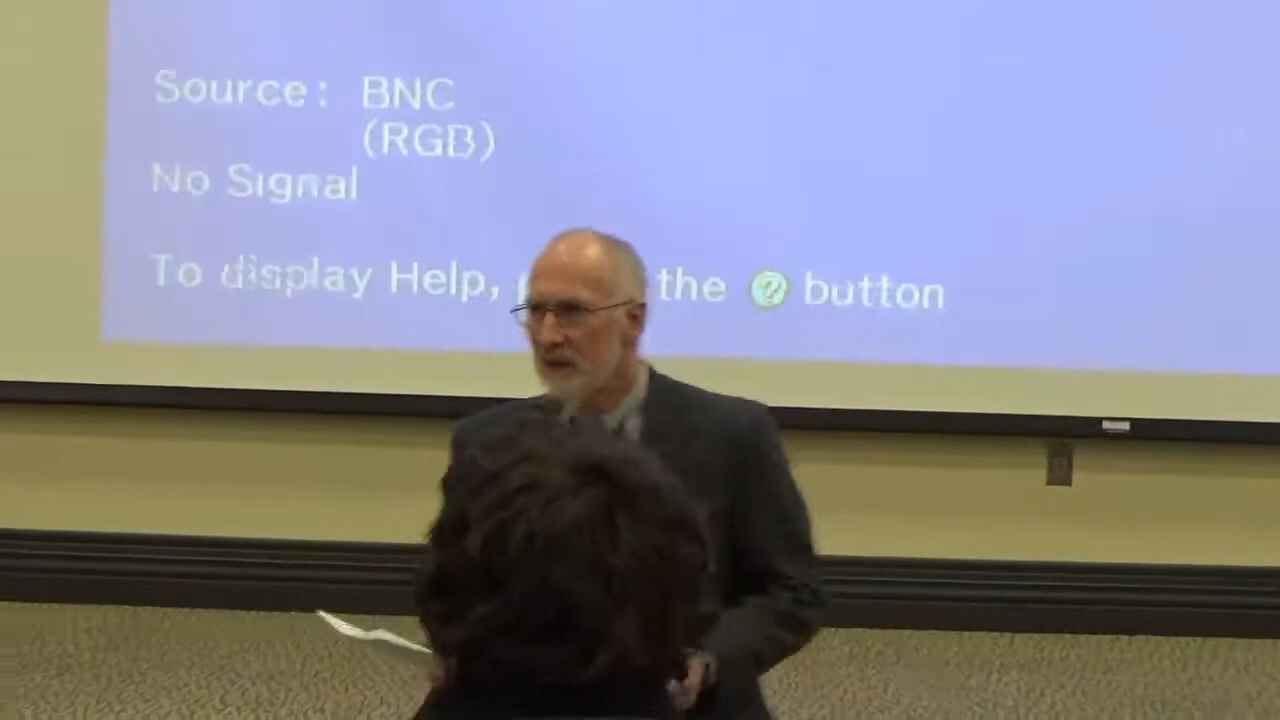 Source: BNC
(RGB)
No Signal
To display Help, the ? button